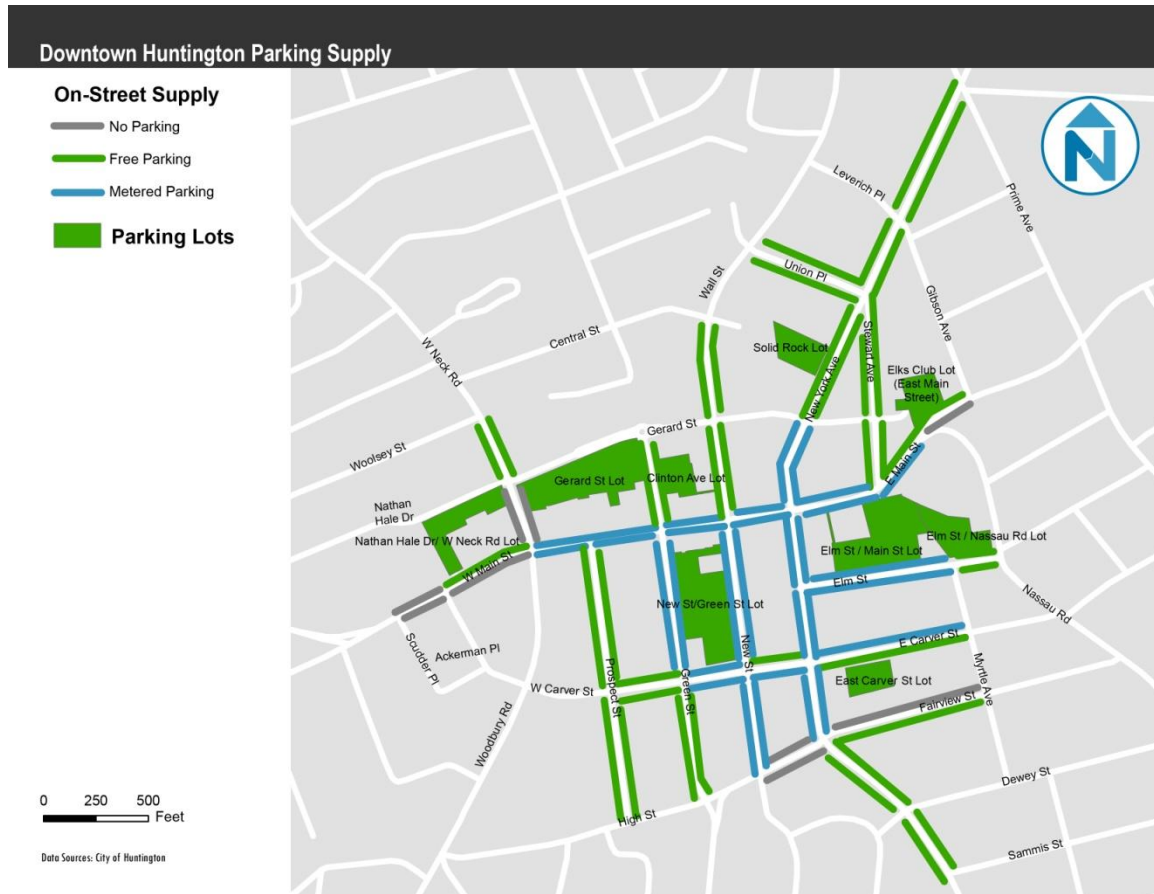 Downtown Huntington Parking Supply
On-Street Supply
No Parking
Free Parking
Metered Parking
Parking Lots
N
Leverich Pl
Prime Ave
Union Pl
Wall St
Gibson Ave
Central St
W Neck Rd
Solid Rock Lot
Stewart Ave
New York Ave
Elks Club Lot
(East Main
Street)
Gerard St
Woolsey St
E Main St
Gerard St Lot
Clinton Ave Lot
Nathan
Hale Dr
Nathan Hale Dr/ W Neck Rd Lot
Elm St / Nassau Rd Lot
Elm St / Main St Lot
W Main St
Elm St
Nassau Rd
New St/Green St Lot
Scudder Pl
Ackerman Pl
New St
E Carver St
Myrtle Ave
W Carver St
Prospect St
Green St
East Carver St Lot
Fairview St
Woodbury Rd
Dewey St
High St
Sammis St
0 250 500
Feet
Data Sources: City of Huntington